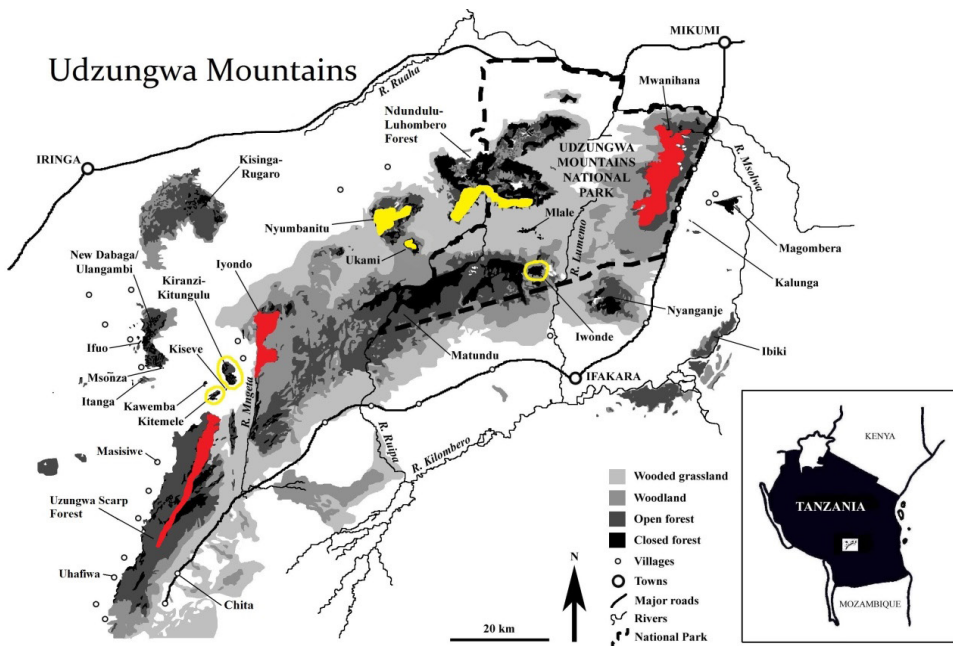 Udzungwa Mountains
MIKUMI
R. Ruaha
Mwanihana
Ndundulu-
Luhombero
Forest
IRINGA
Kisinga-
Rugaro
UDZUNGWA
MOUNTAINS
NATIONAL
PARK
R. Msolwa
Nyumbanitu
Mlale
R. Lumemo
Magombera
Ukami
New Dabaga/
Ulangambi
Kiranzi-
Kitungulu
Iyondo
Kalunga
Nyanganje
Iwonde
Ifuo
Kiseve
Matundu
Ibiki
Msonza
Itanga
Kawemba
Kitemele
R. Mngeta
IFAKARA
R. Ruipa
R. Kilombero
Masisiwe
Uzungwa Scarp
Forest
Uhafiwa
Chita
Wooded grassland
Woodland
Open forest
Closed forest
Villages
Towns
Major roads
Rivers
National Park
N
20 km
KENYA
TANZANIA
MOZAMBIQUE